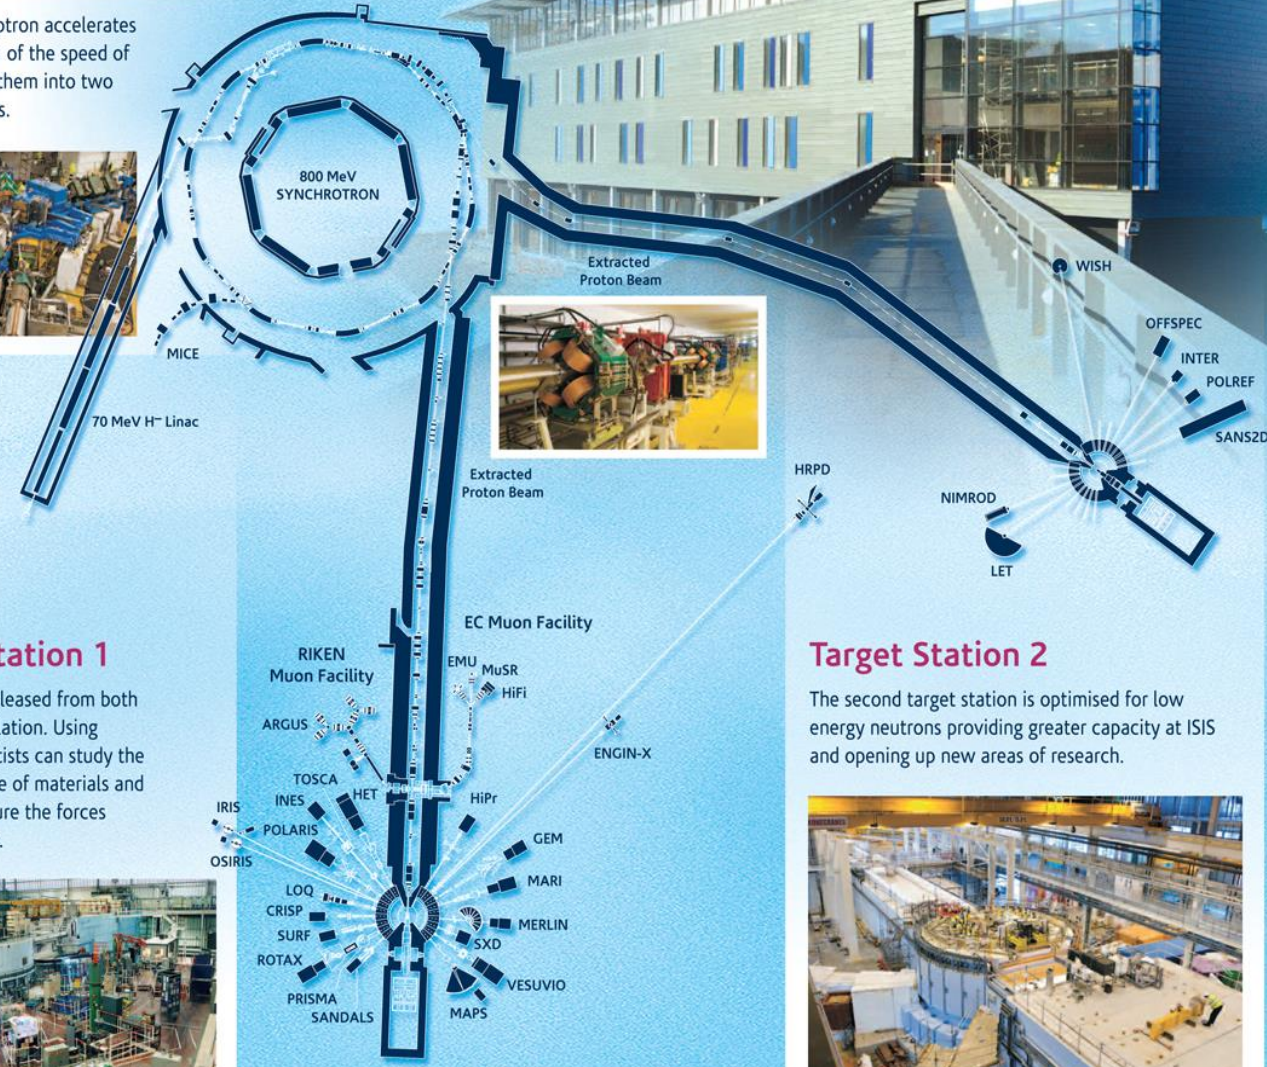 otron accelerates
of the speed of
them into two
s.
800 MeV
SYNCHROTRON
Extracted
Proton Beam
WISH
OFFSPEC
INTER
POLREF
SANS2D
MICE
70 MeV H⁻ Linac
Extracted
Proton Beam
HRPD
NIMROD
LET
EC Muon Facility
RIKEN
Muon Facility
EMU
MuSR
HiFi
ARGUS
ENGIN-X
TOSCA
HET
INES
IRIS
POLARIS
OSIRIS
HiPr
GEM
MARI
LOQ
CRISP
SURF
ROTAX
PRISMA
SANDALS
MERLIN
SXD
VESUVIO
MAPS
tation 1
leased from both
ation. Using
tists can study the
e of materials and
ure the forces
.
Target Station 2
The second target station is optimised for low
energy neutrons providing greater capacity at ISIS
and opening up new areas of research.